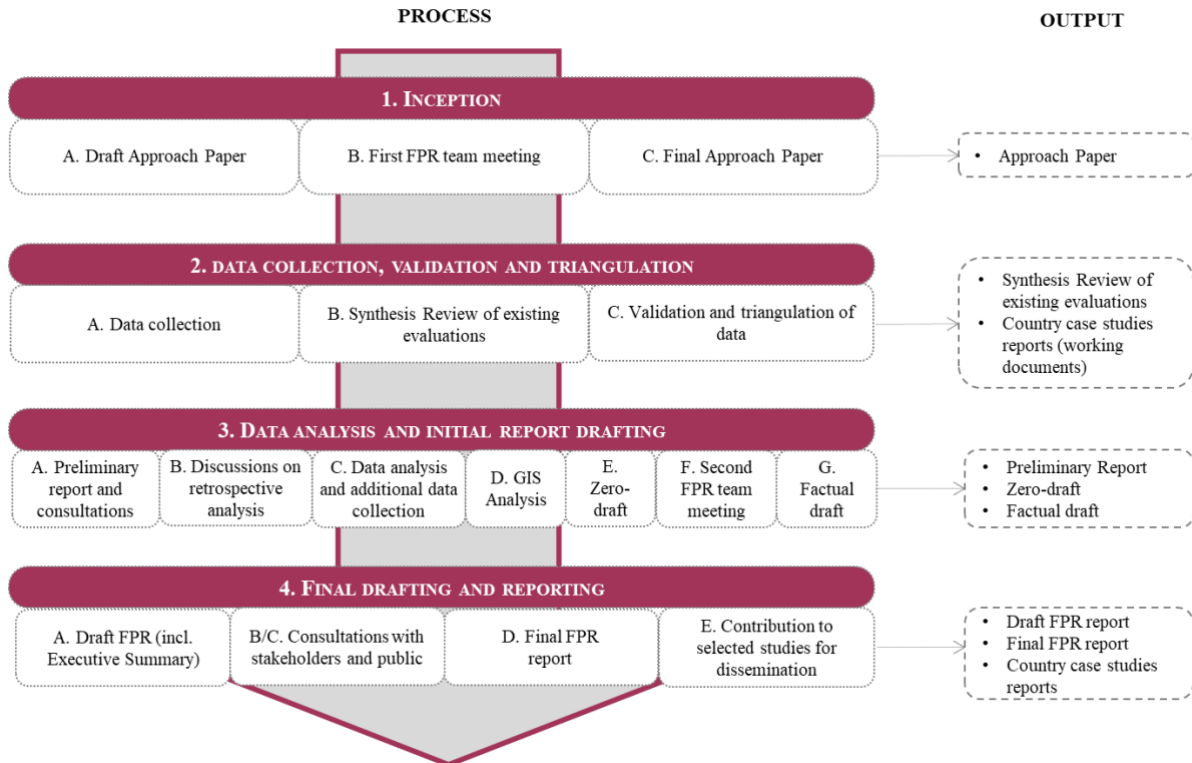 PROCESS
OUTPUT
1. INCEPTION
A. Draft Approach Paper
B. First FPR team meeting
C. Final Approach Paper
• Approach Paper
2. DATA COLLECTION, VALIDATION AND TRIANGULATION
A. Data collection
B. Synthesis Review of existing
evaluations
C. Validation and triangulation of
data
• Synthesis Review of
existing evaluations
• Country case studies
reports (working
documents)
3. DATA ANALYSIS AND INITIAL REPORT DRAFTING
A. Preliminary
report and
consultations
B. Discussions on
retrospective
analysis
C. Data analysis
and additional data
collection
D. GIS
Analysis
E.
Zero-
draft
F. Second
FPR team
meeting
G.
Factual
draft
• Preliminary Report
• Zero-draft
• Factual draft
4. FINAL DRAFTING AND REPORTING
A. Draft FPR (incl.
Executive Summary)
B/C. Consultations with
stakeholders and public
D. Final FPR
report
E. Contribution to
selected studies for
dissemination
• Draft FPR report
• Final FPR report
• Country case studies
reports